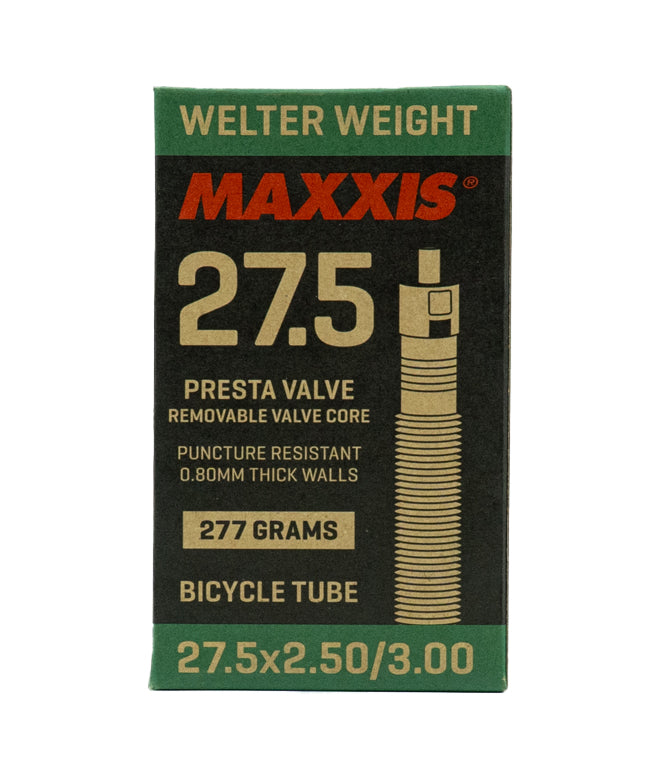 WELTER WEIGHT
MAXXIS®
27.5
PRESTA VALVE
REMOVABLE VALVE CORE
PUNCTURE RESISTANT
0.80MM THICK WALLS
277 GRAMS
BICYCLE TUBE
27.5x2.50/3.00